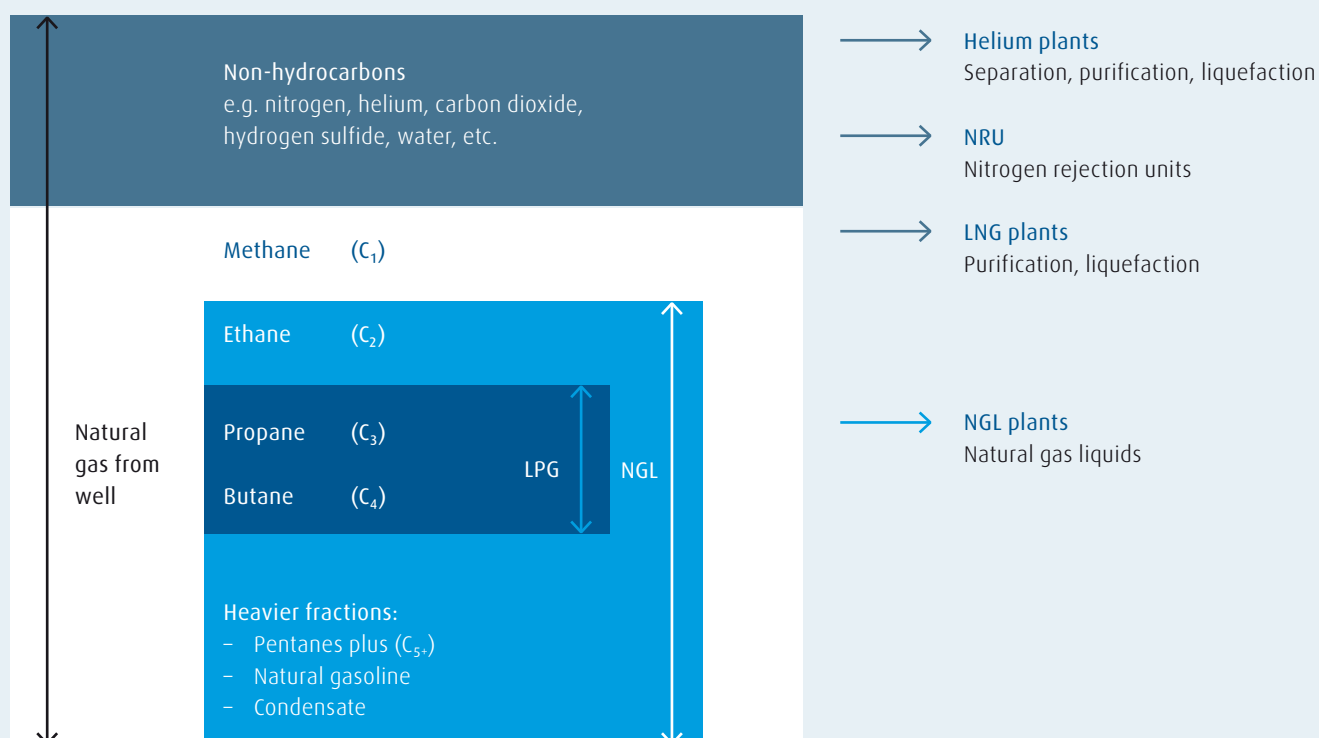 Non-hydrocarbons
e.g. nitrogen, helium, carbon dioxide,
hydrogen sulfide, water, etc.
Methane (C₁)
Ethane (C₂)
Propane (C₃)
Butane (C₄)
LPG
NGL
Natural
gas from
well
Heavier fractions:
– Pentanes plus (C₅₊)
– Natural gasoline
– Condensate
Helium plants
Separation, purification, liquefaction
NRU
Nitrogen rejection units
LNG plants
Purification, liquefaction
NGL plants
Natural gas liquids